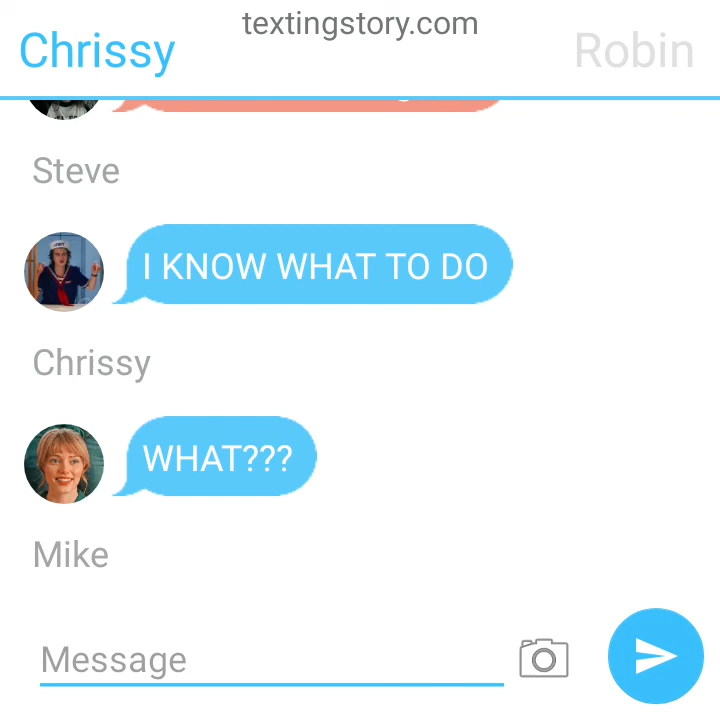 textingstory.com
Chrissy
Robin
Steve
I KNOW WHAT TO DO
Chrissy
WHAT???
Mike
Message